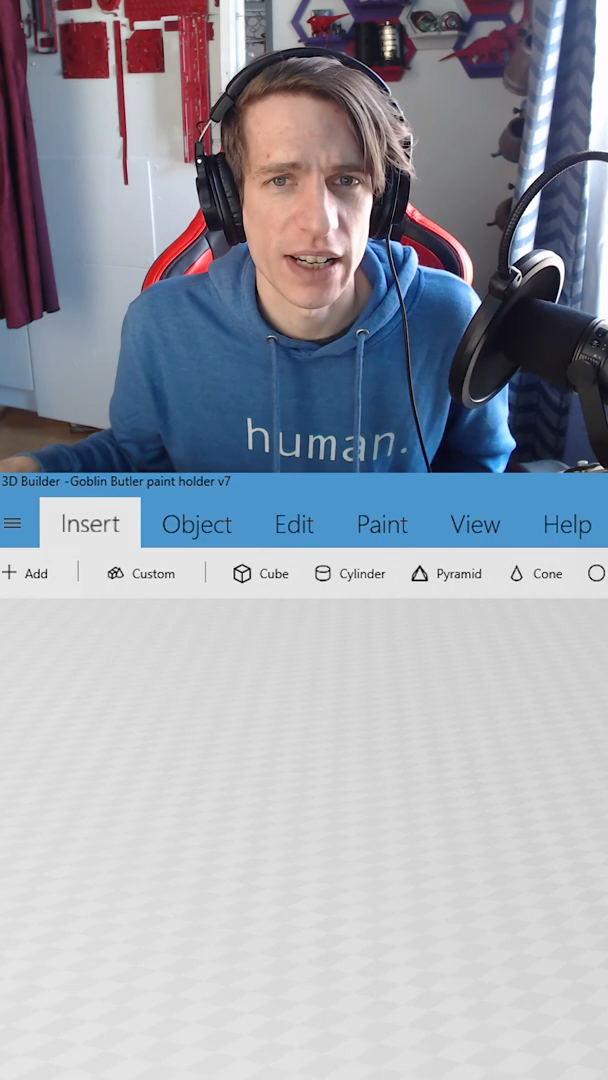 human.
3D Builder - Goblin Butler paint holder v7
Insert Object Edit Paint View Help
Add Custom Cube Cylinder Pyramid Cone